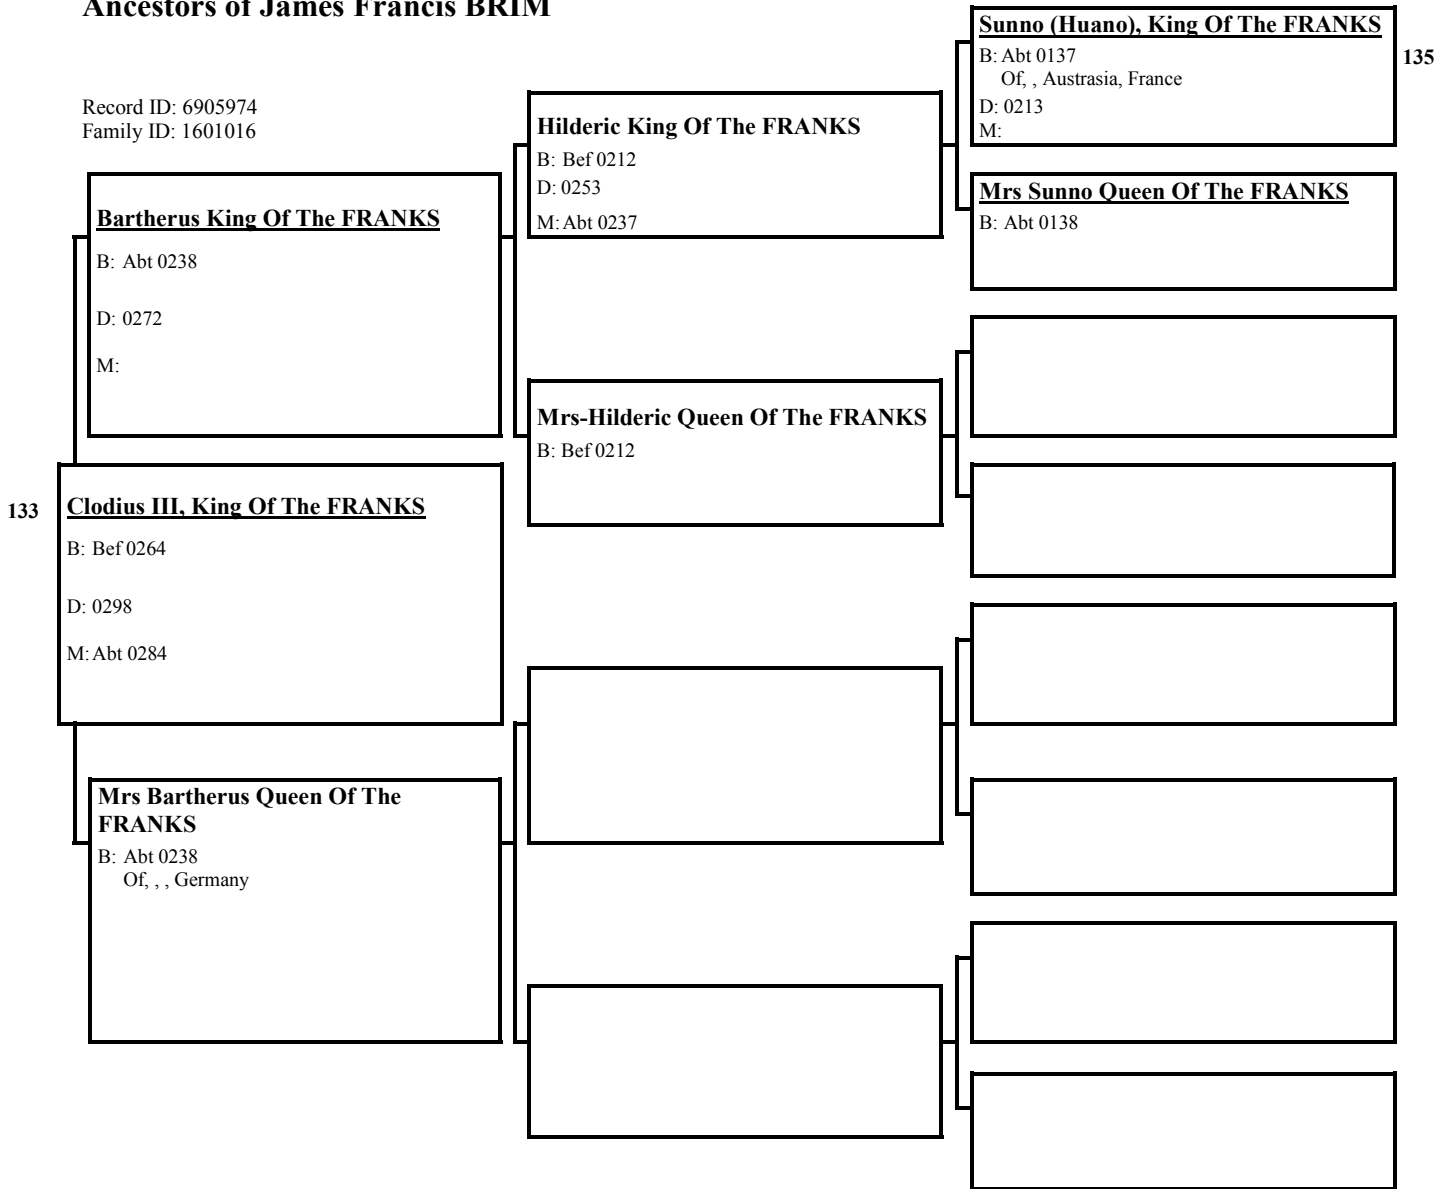 Ancestors of James Francis BRIM
Record ID: 6905974
Family ID: 1601016
Sunno (Huano), King Of The FRANKS
B: Abt 0137
Of, , Austrasia, France
D: 0213
M:
135
Hilderic King Of The FRANKS
B: Bef 0212
D: 0253
M: Abt 0237
Mrs Sunno Queen Of The FRANKS
B: Abt 0138
Bartherus King Of The FRANKS
B: Abt 0238
D: 0272
M:
Mrs-Hilderic Queen Of The FRANKS
B: Bef 0212
133
Clodius III, King Of The FRANKS
B: Bef 0264
D: 0298
M: Abt 0284
Mrs Bartherus Queen Of The
FRANKS
B: Abt 0238
Of, , , Germany